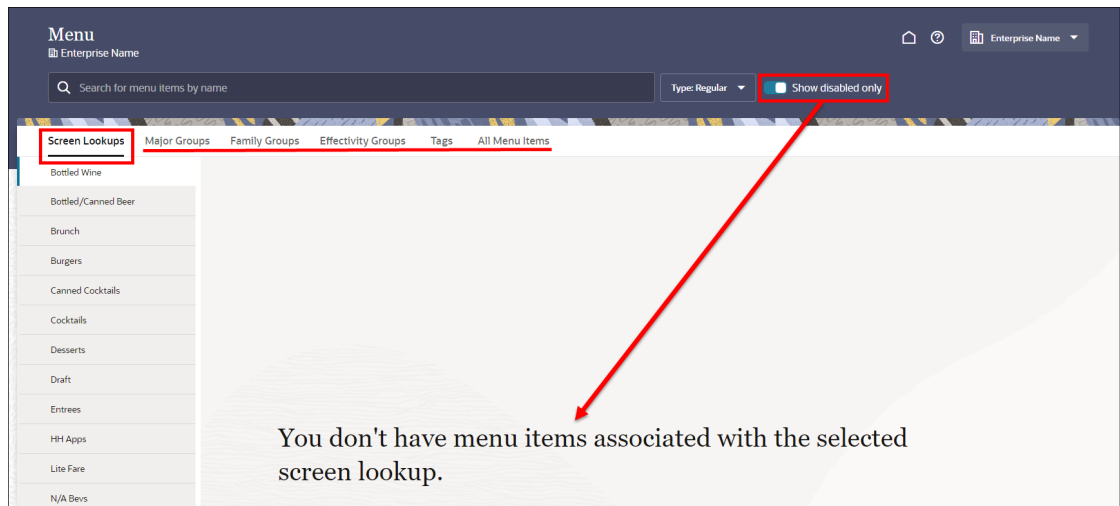 Menu
Enterprise Name
Enterprise Name
Search for menu items by name
Type: Regular
Show disabled only
Screen Lookups Major Groups Family Groups Effectivity Groups Tags All Menu Items
Bottled Wine
Bottled/Canned Beer
Brunch
Burgers
Canned Cocktails
Cocktails
Desserts
Draft
Entrees
HH Apps
Lite Fare
N/A Bevs
You don't have menu items associated with the selected
screen lookup.